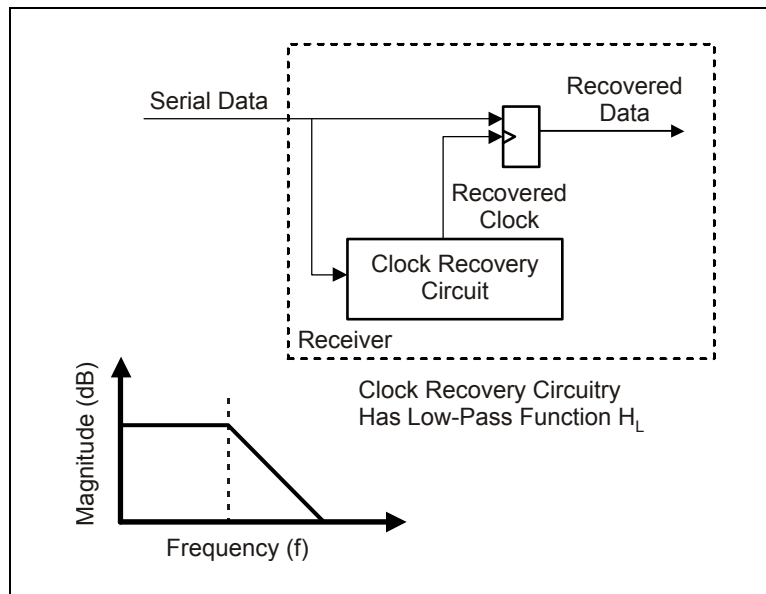 Serial Data
Recovered
Data
Recovered
Clock
Clock Recovery
Circuit
Receiver
Clock Recovery Circuitry
Has Low-Pass Function HL
Magnitude (dB)
Frequency (f)